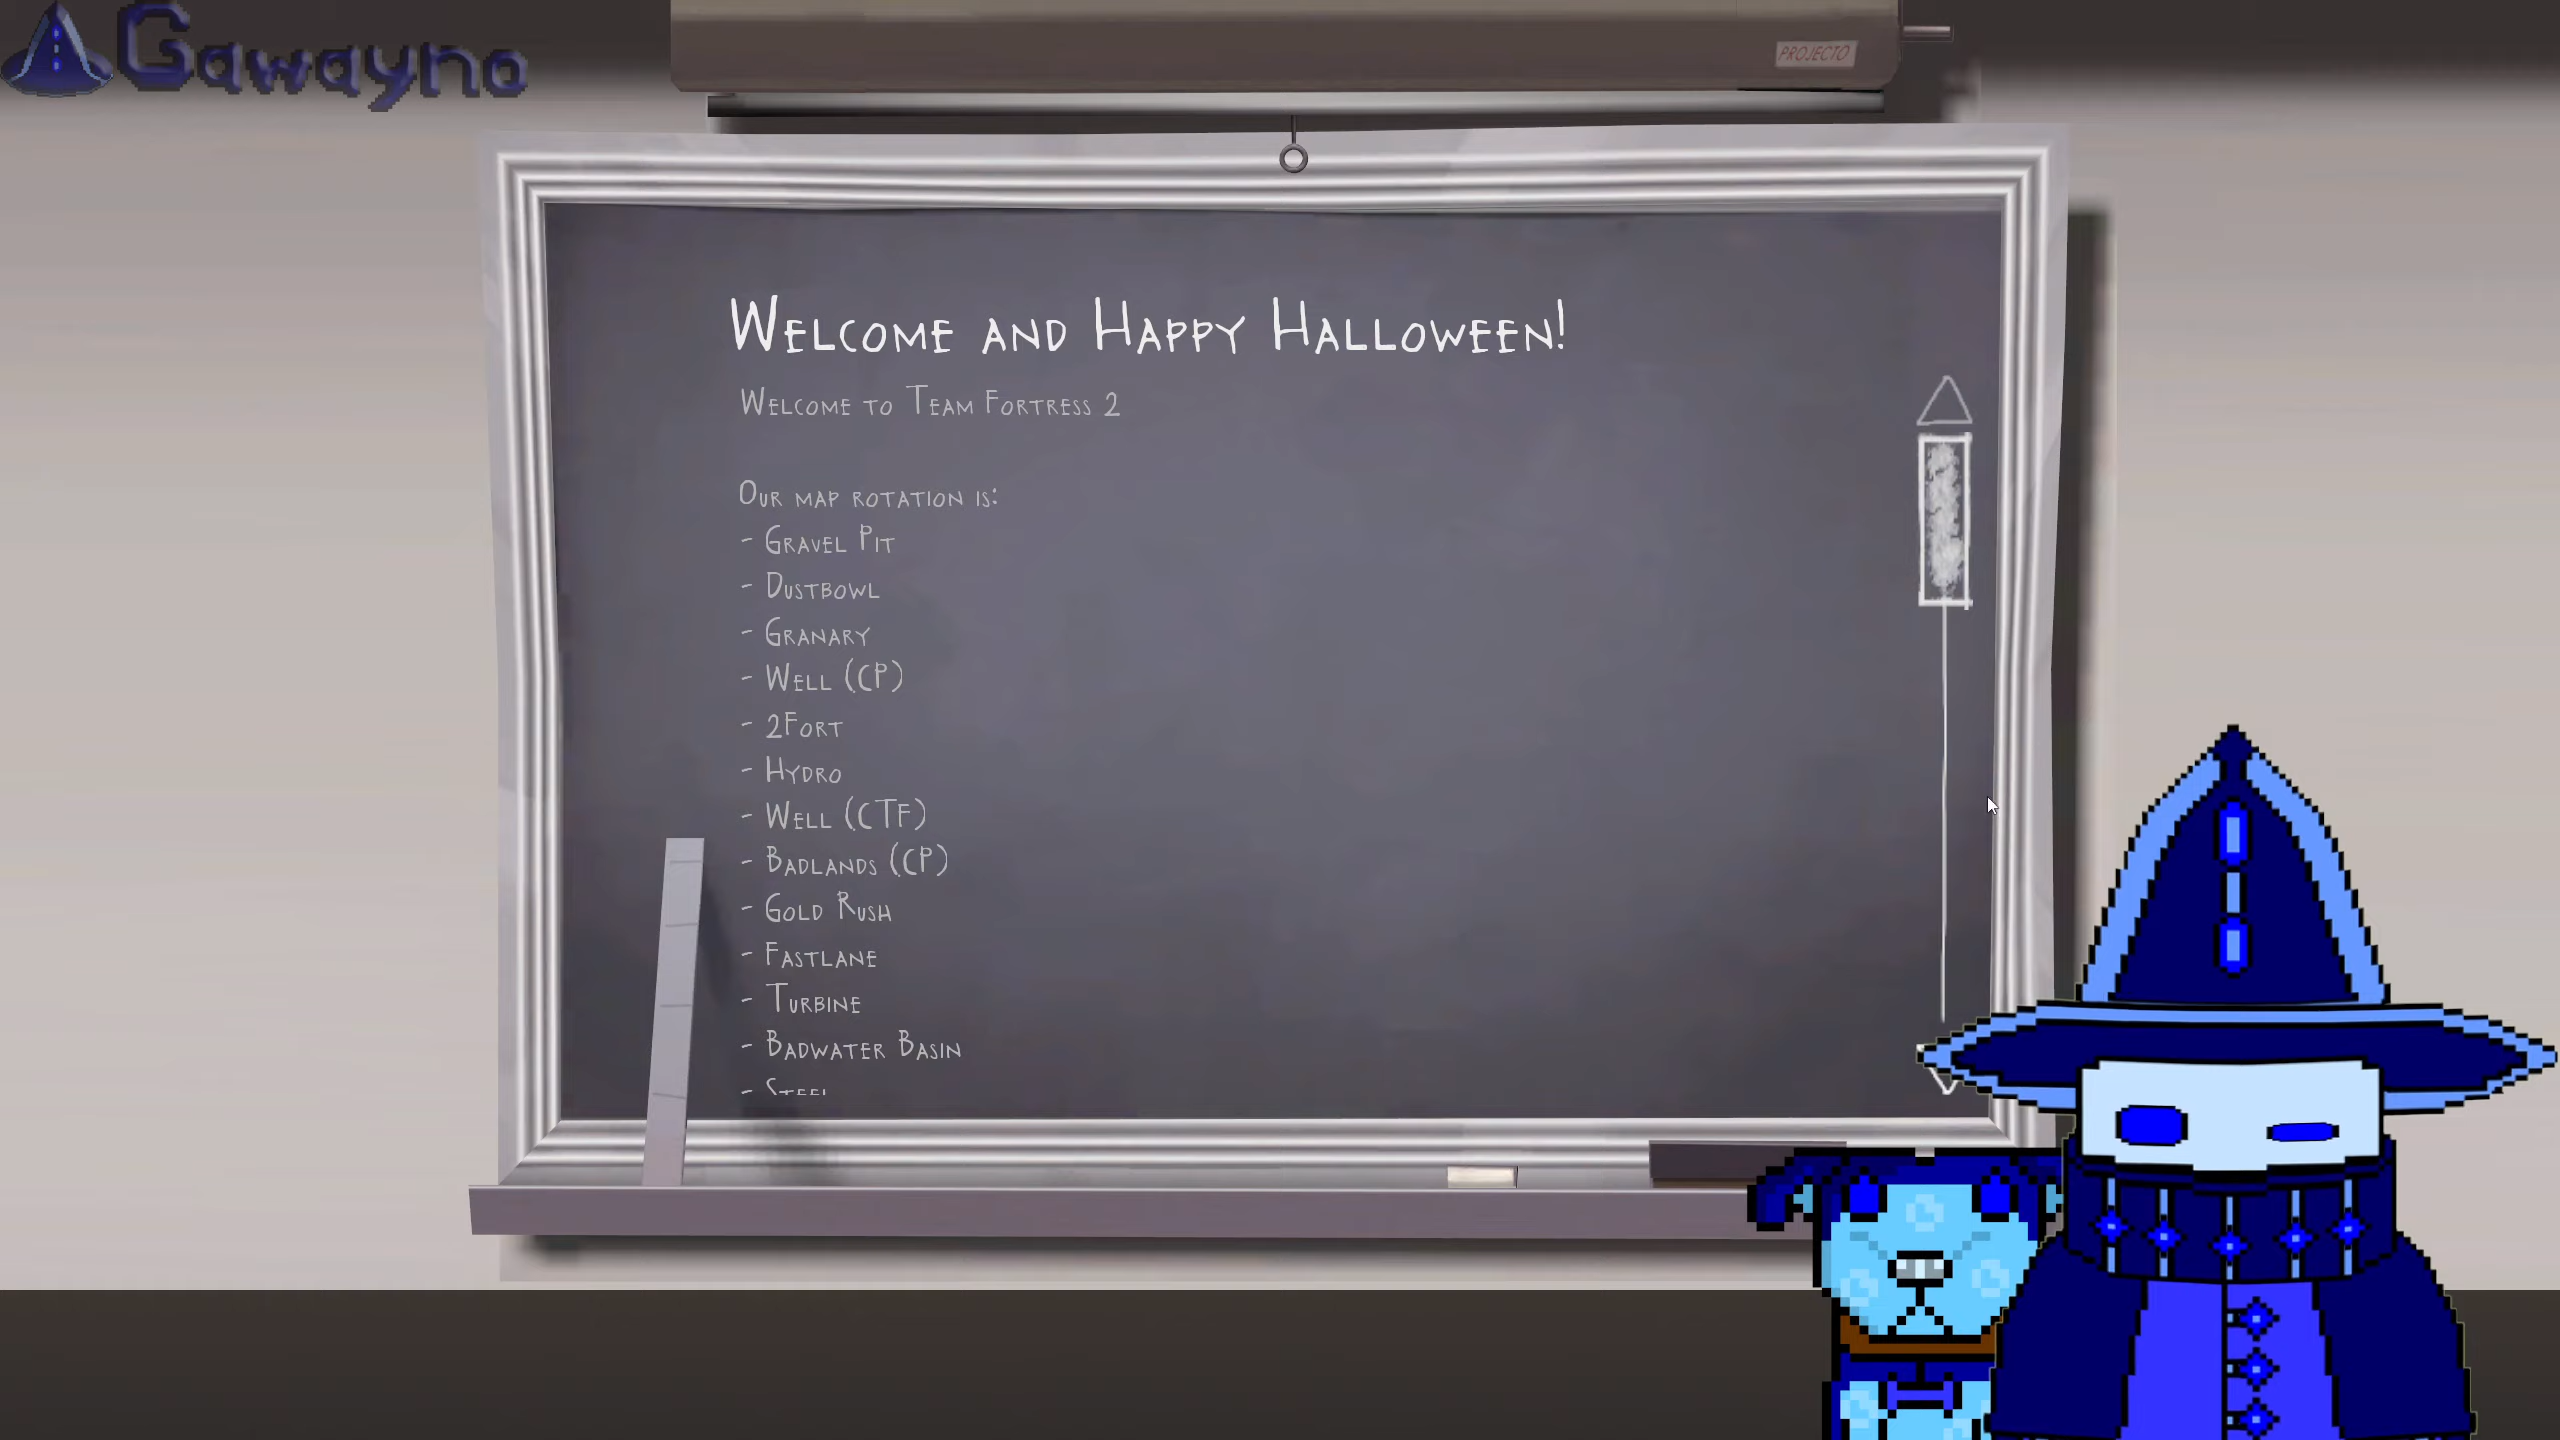 Gawayno
PROJECTO
Welcome and Happy Halloween!
Welcome to Team Fortress 2
Our map rotation is:
- Gravel Pit
- Dustbowl
- Granary
- Well (CP)
- 2Fort
- Hydro
- Well (CTF)
- Badlands (CP)
- Gold Rush
- Fastlane
- Turbine
- Badwater Basin
- Steel